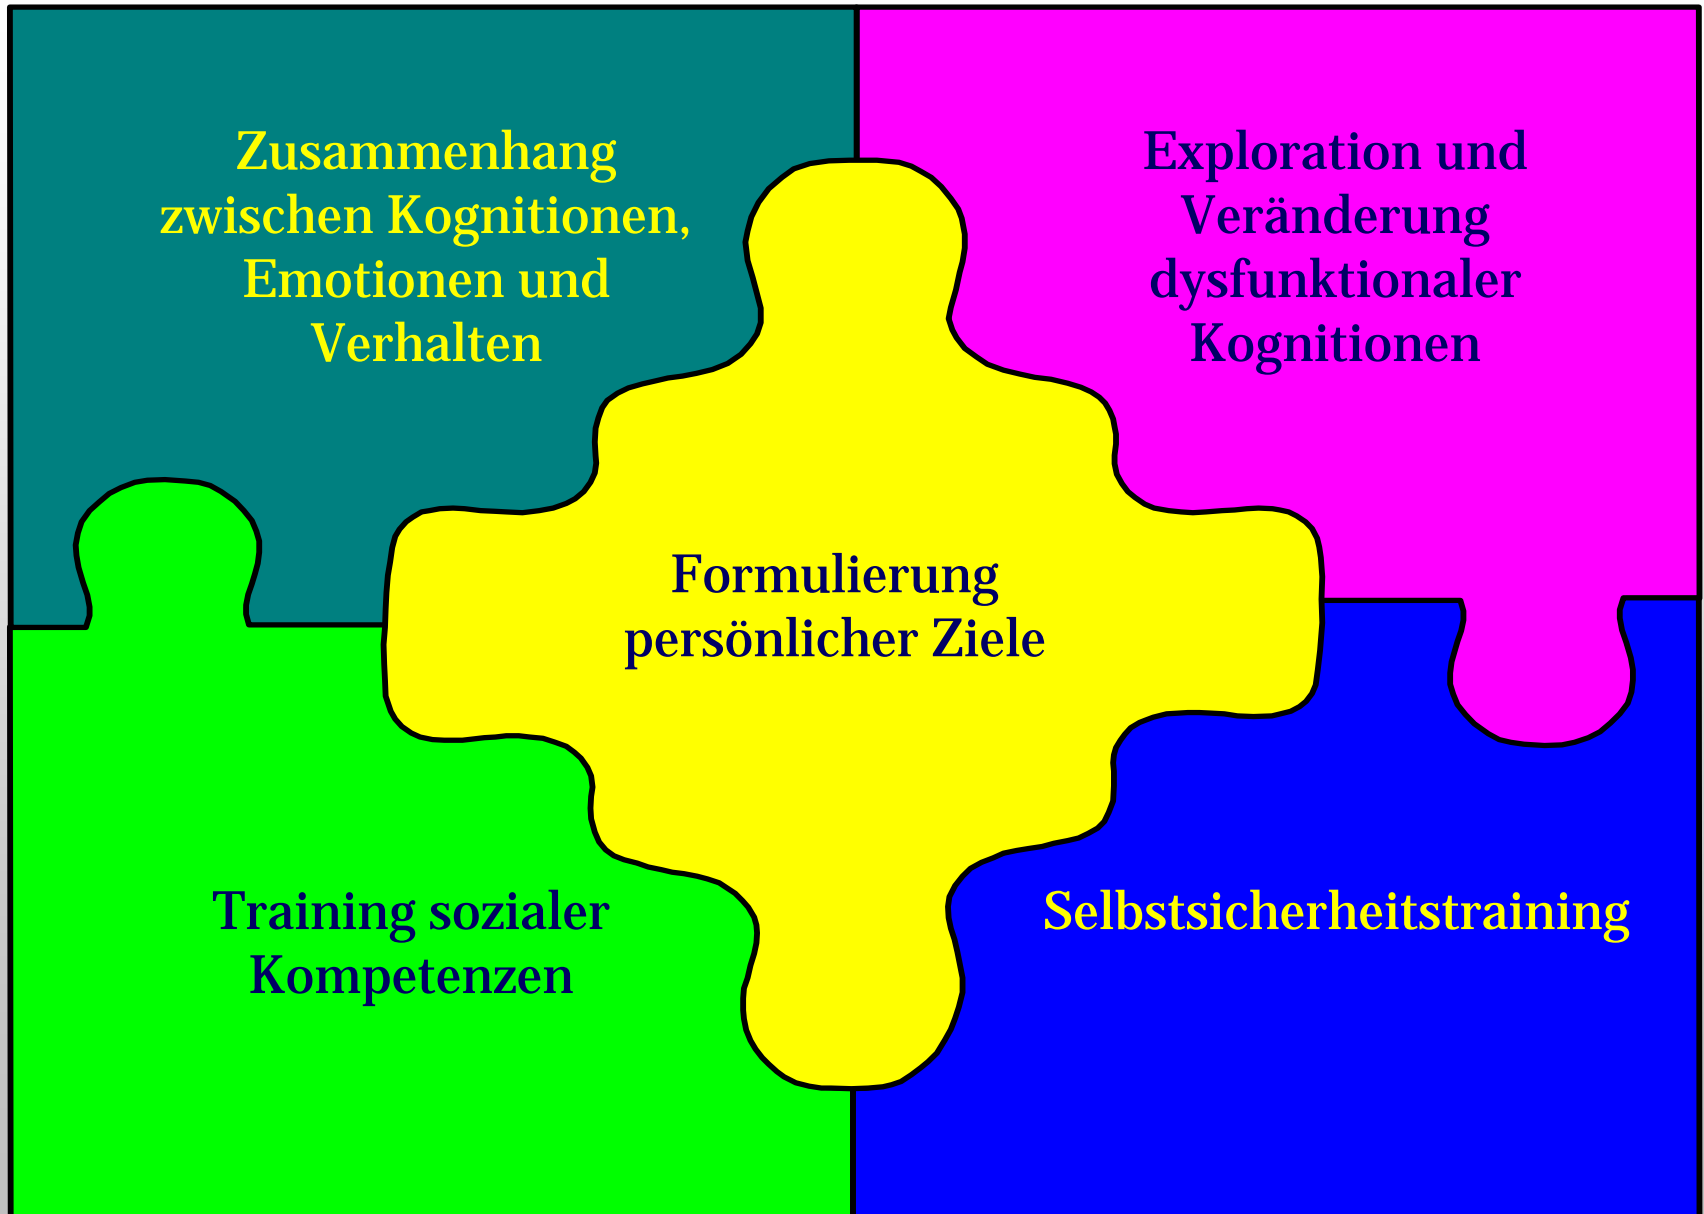 Zusammenhang
zwischen Kognitionen,
Emotionen und
Verhalten
Exploration und
Veränderung
dysfunktionaler
Kognitionen
Formulierung
persönlicher Ziele
Training sozialer
Kompetenzen
Selbstsicherheitstraining